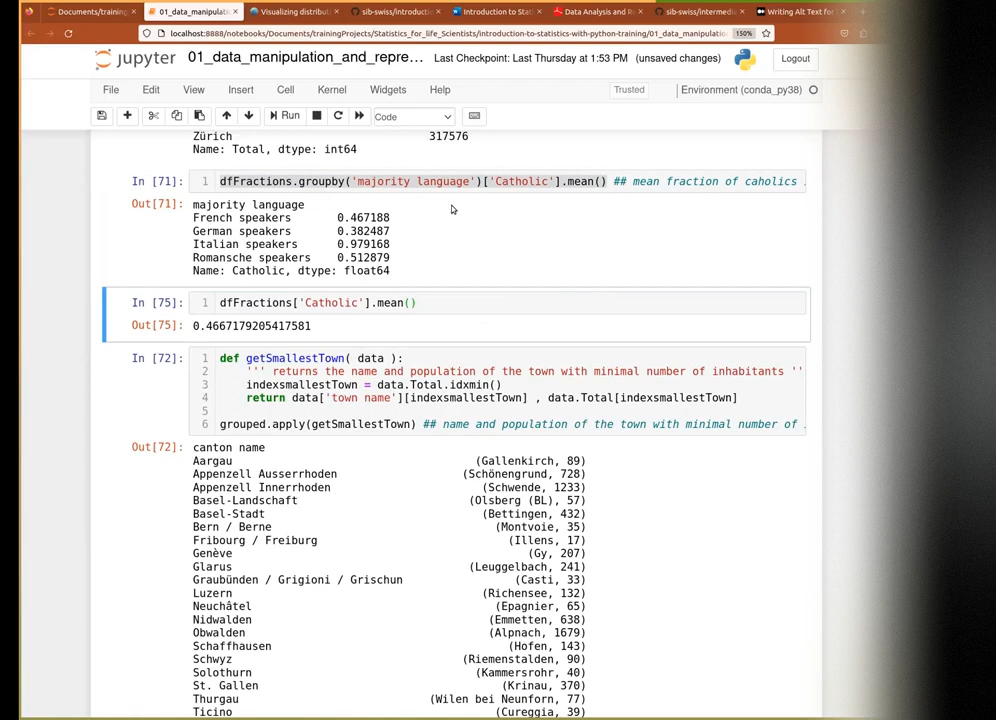 Documents/training
01_data_manipulati
Visualizing distribut
sib-swiss/introductio
Introduction to Stat
Data Analysis and R
sib-swiss/intermedi
Writing Alt Text for
localhost:8888/notebooks/Documents/trainingProjects/Statistics_for_life_Scientists/introduction-to-statistics-with-python-training/01_data_manipulatio
150%
jupyter 01_data_manipulation_and_repre... Last Checkpoint: Last Thursday at 1:53 PM (unsaved changes) Logout
File Edit View Insert Cell Kernel Widgets Help Trusted Environment (conda_py38)
Run Code
Zürich 317576
Name: Total, dtype: int64
In [71]: 1 dfFractions.groupby('majority language')['Catholic'].mean() ## mean fraction of caholics
Out[71]: majority language
French speakers 0.467188
German speakers 0.382487
Italian speakers 0.979168
Romansche speakers 0.512879
Name: Catholic, dtype: float64
In [75]: 1 dfFractions['Catholic'].mean()
Out[75]: 0.4667179205417581
In [72]: 1 def getSmallestTown( data ):
2 ''' returns the name and population of the town with minimal number of inhabitants ''
3 indexsmallestTown = data.Total.idxmin()
4 return data['town name'][indexsmallestTown] , data.Total[indexsmallestTown]
5
6 grouped.apply(getSmallestTown) ## name and population of the town with minimal number of
Out[72]: canton name
Aargau (Gallenkirch, 89)
Appenzell Ausserrhoden (Schönengrund, 728)
Appenzell Innerrhoden (Schwende, 1233)
Basel-Landschaft (Olsberg (BL), 57)
Basel-Stadt (Bettingen, 432)
Bern / Berne (Montvoie, 35)
Fribourg / Freiburg (Illens, 17)
Genève (Gy, 207)
Glarus (Leuggelbach, 241)
Graubünden / Grigioni / Grischun (Casti, 33)
Luzern (Richensee, 132)
Neuchâtel (Epagnier, 65)
Nidwalden (Emmetten, 638)
Obwalden (Alpnach, 1679)
Schaffhausen (Hofen, 143)
Schwyz (Riemenstalden, 90)
Solothurn (Kammersrohr, 40)
St. Gallen (Krinau, 370)
Thurgau (Wilen bei Neunforn, 77)
Ticino (Cureggia, 39)